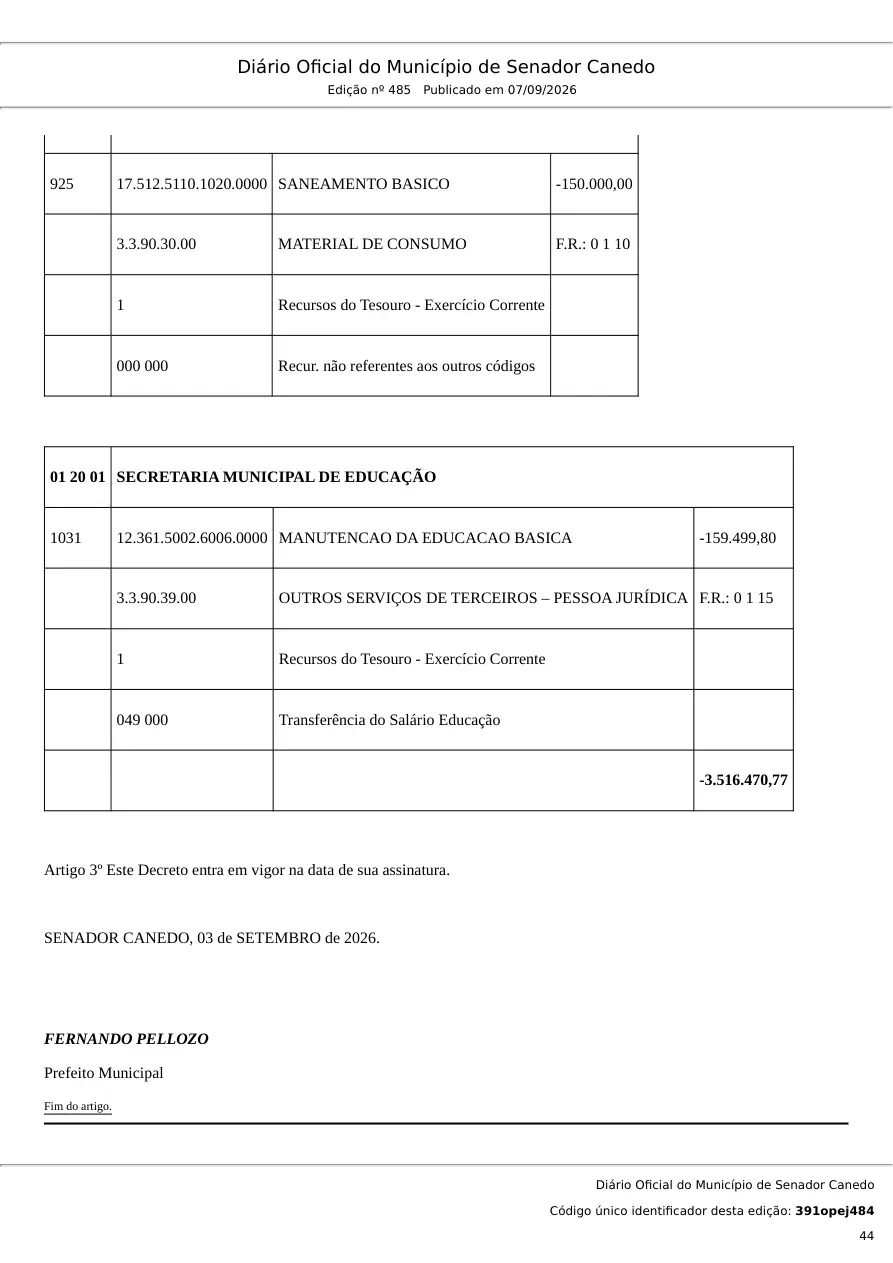 Diário Oficial do Município de Senador Canedo
Edição nº 485 Publicado em 07/09/2026
925 17.512.5110.1020.0000 SANEAMENTO BASICO -150.000,00
3.3.90.30.00 MATERIAL DE CONSUMO F.R.: 0 1 10
1 Recursos do Tesouro - Exercício Corrente
000 000 Recur. não referentes aos outros códigos
01 20 01 SECRETARIA MUNICIPAL DE EDUCAÇÃO
1031 12.361.5002.6006.0000 MANUTENCAO DA EDUCACAO BASICA -159.499,80
3.3.90.39.00 OUTROS SERVIÇOS DE TERCEIROS – PESSOA JURÍDICA F.R.: 0 1 15
1 Recursos do Tesouro - Exercício Corrente
049 000 Transferência do Salário Educação
-3.516.470,77
Artigo 3º Este Decreto entra em vigor na data de sua assinatura.
SENADOR CANEDO, 03 de SETEMBRO de 2026.
FERNANDO PELLOZO
Prefeito Municipal
Fim do artigo.
Diário Oficial do Município de Senador Canedo
Código único identificador desta edição: 391opej484
44